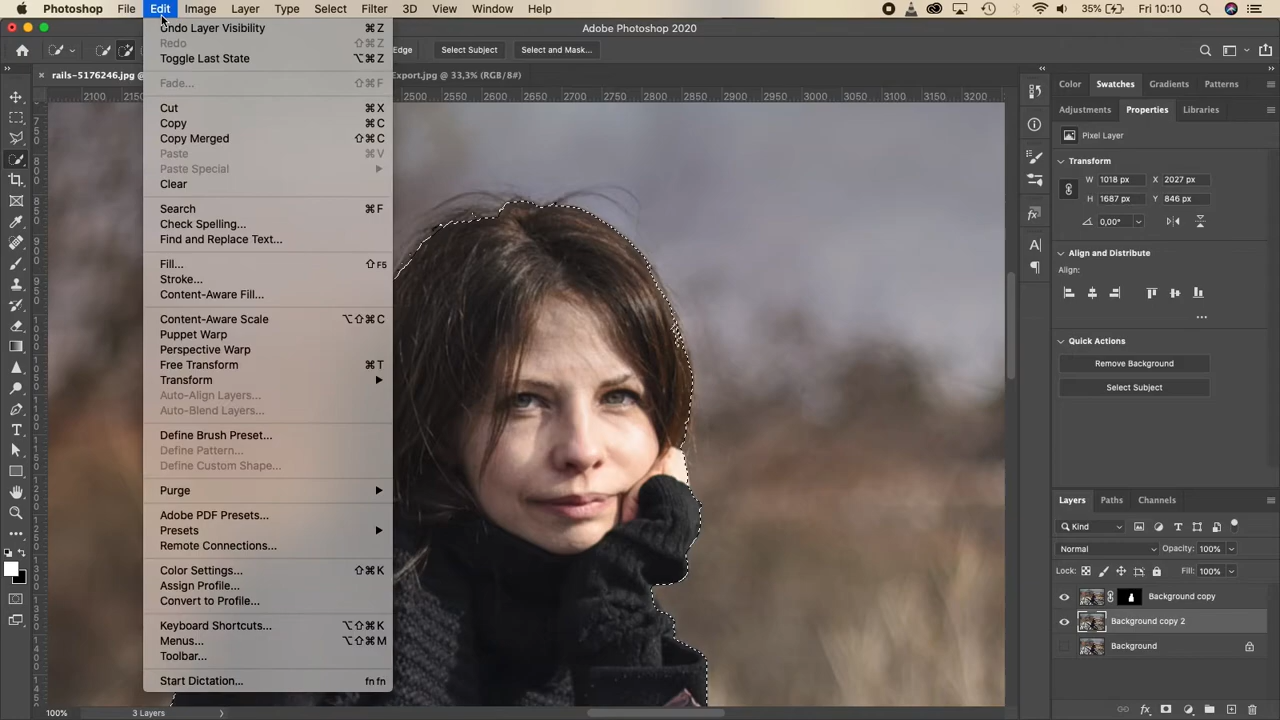 Photoshop File Edit Image Layer Type Select Filter 3D View Window Help 35% Fri 10:10
Adobe Photoshop 2020
Edge Select Subject Select and Mask...
rails-5176246.jpg @ Export.jpg @ 33,3% (RGB/8#)
2100 2500 2550 2600 2650 2700 2750 2800 2850 2900 2950 3000 3050 3100 3150 3200
Undo Layer Visibility ⌘Z
Redo ⇧⌘Z
Toggle Last State ⌥⌘Z
Fade... ⇧⌘F
Cut ⌘X
Copy ⌘C
Copy Merged ⇧⌘C
Paste ⌘V
Paste Special
Clear
Search ⌘F
Check Spelling...
Find and Replace Text...
Fill... ⇧F5
Stroke...
Content-Aware Fill...
Content-Aware Scale ⌥⇧⌘C
Puppet Warp
Perspective Warp
Free Transform ⌘T
Transform
Auto-Align Layers...
Auto-Blend Layers...
Define Brush Preset...
Define Pattern...
Define Custom Shape...
Purge
Adobe PDF Presets...
Presets
Remote Connections...
Color Settings... ⇧⌘K
Assign Profile...
Convert to Profile...
Keyboard Shortcuts... ⌥⇧⌘K
Menus... ⌥⇧⌘M
Toolbar...
Start Dictation... fn fn
Color Swatches Gradients Patterns
Adjustments Properties Libraries
Pixel Layer
Transform
W 1018 px X 2027 px
H 1687 px Y 846 px
0,00°
Align and Distribute
Align:
Quick Actions
Remove Background
Select Subject
Layers Paths Channels
Kind
Normal Opacity: 100%
Lock: Fill: 100%
Background copy
Background copy 2
Background
100% 3 Layers